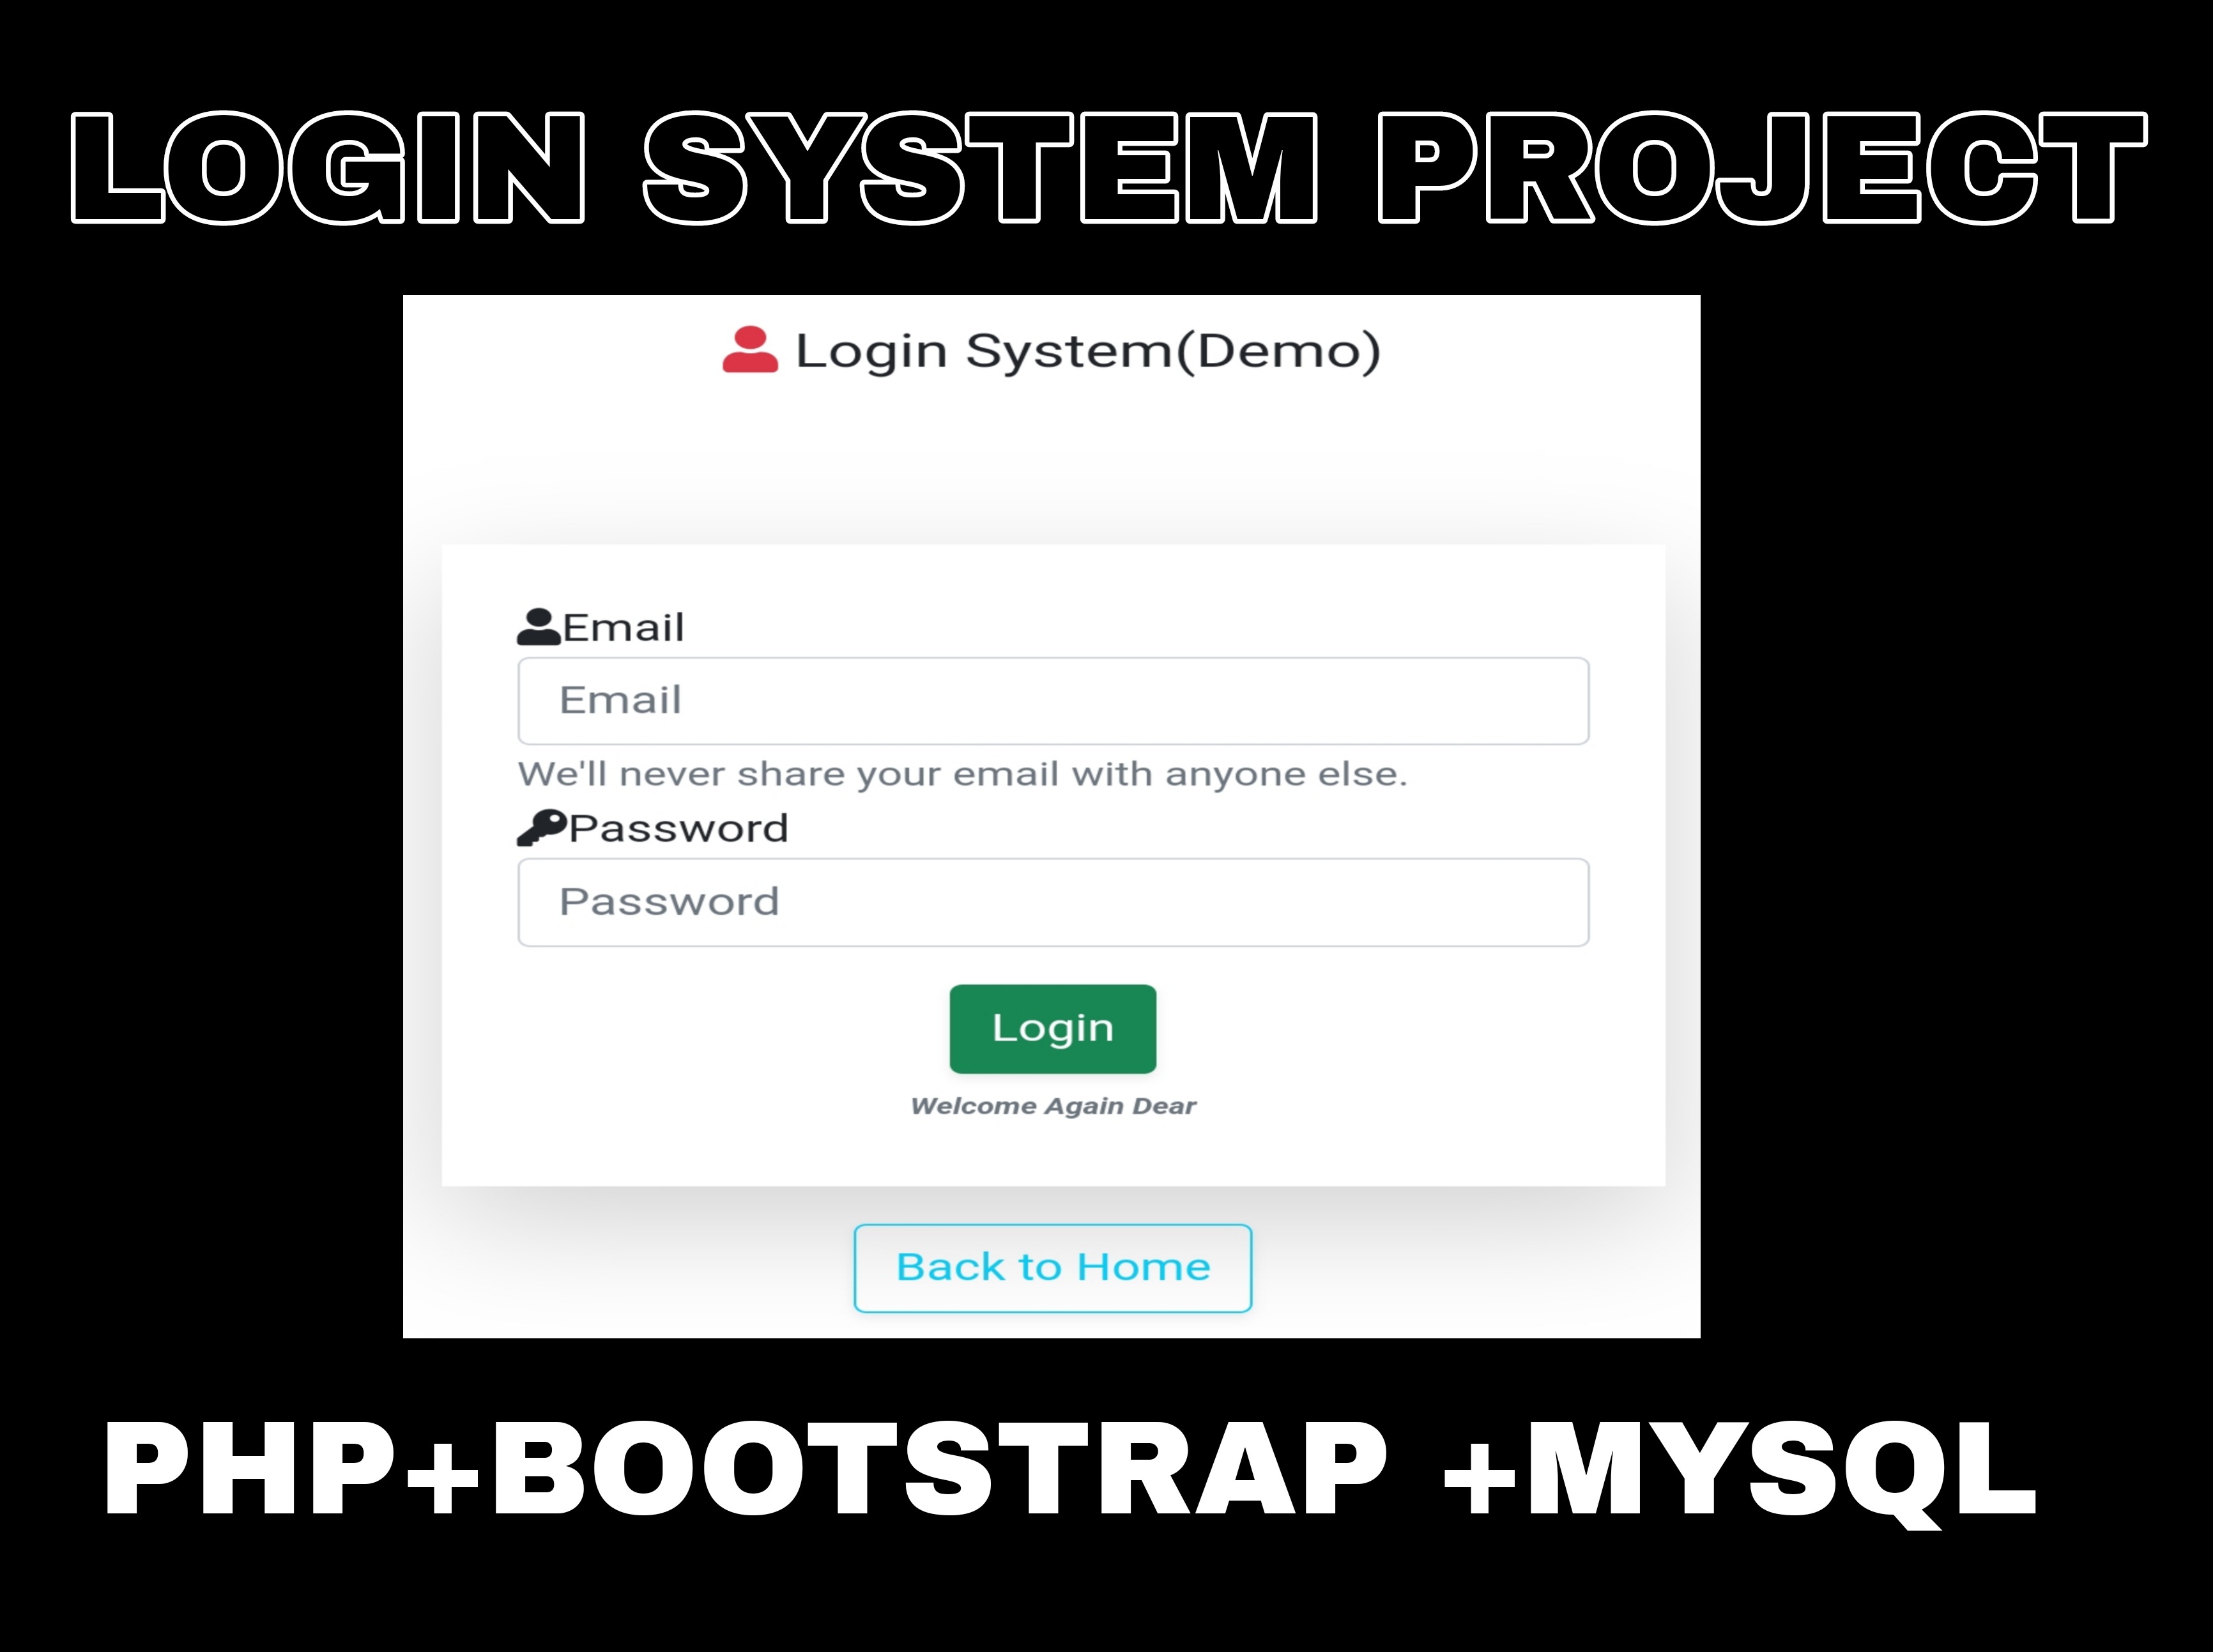 LOGIN SYSTEM PROJECT
Login System(Demo)
Email
Email
We'll never share your email with anyone else.
Password
Password
Login
Welcome Again Dear
Back to Home
PHP+BOOTSTRAP +MYSQL